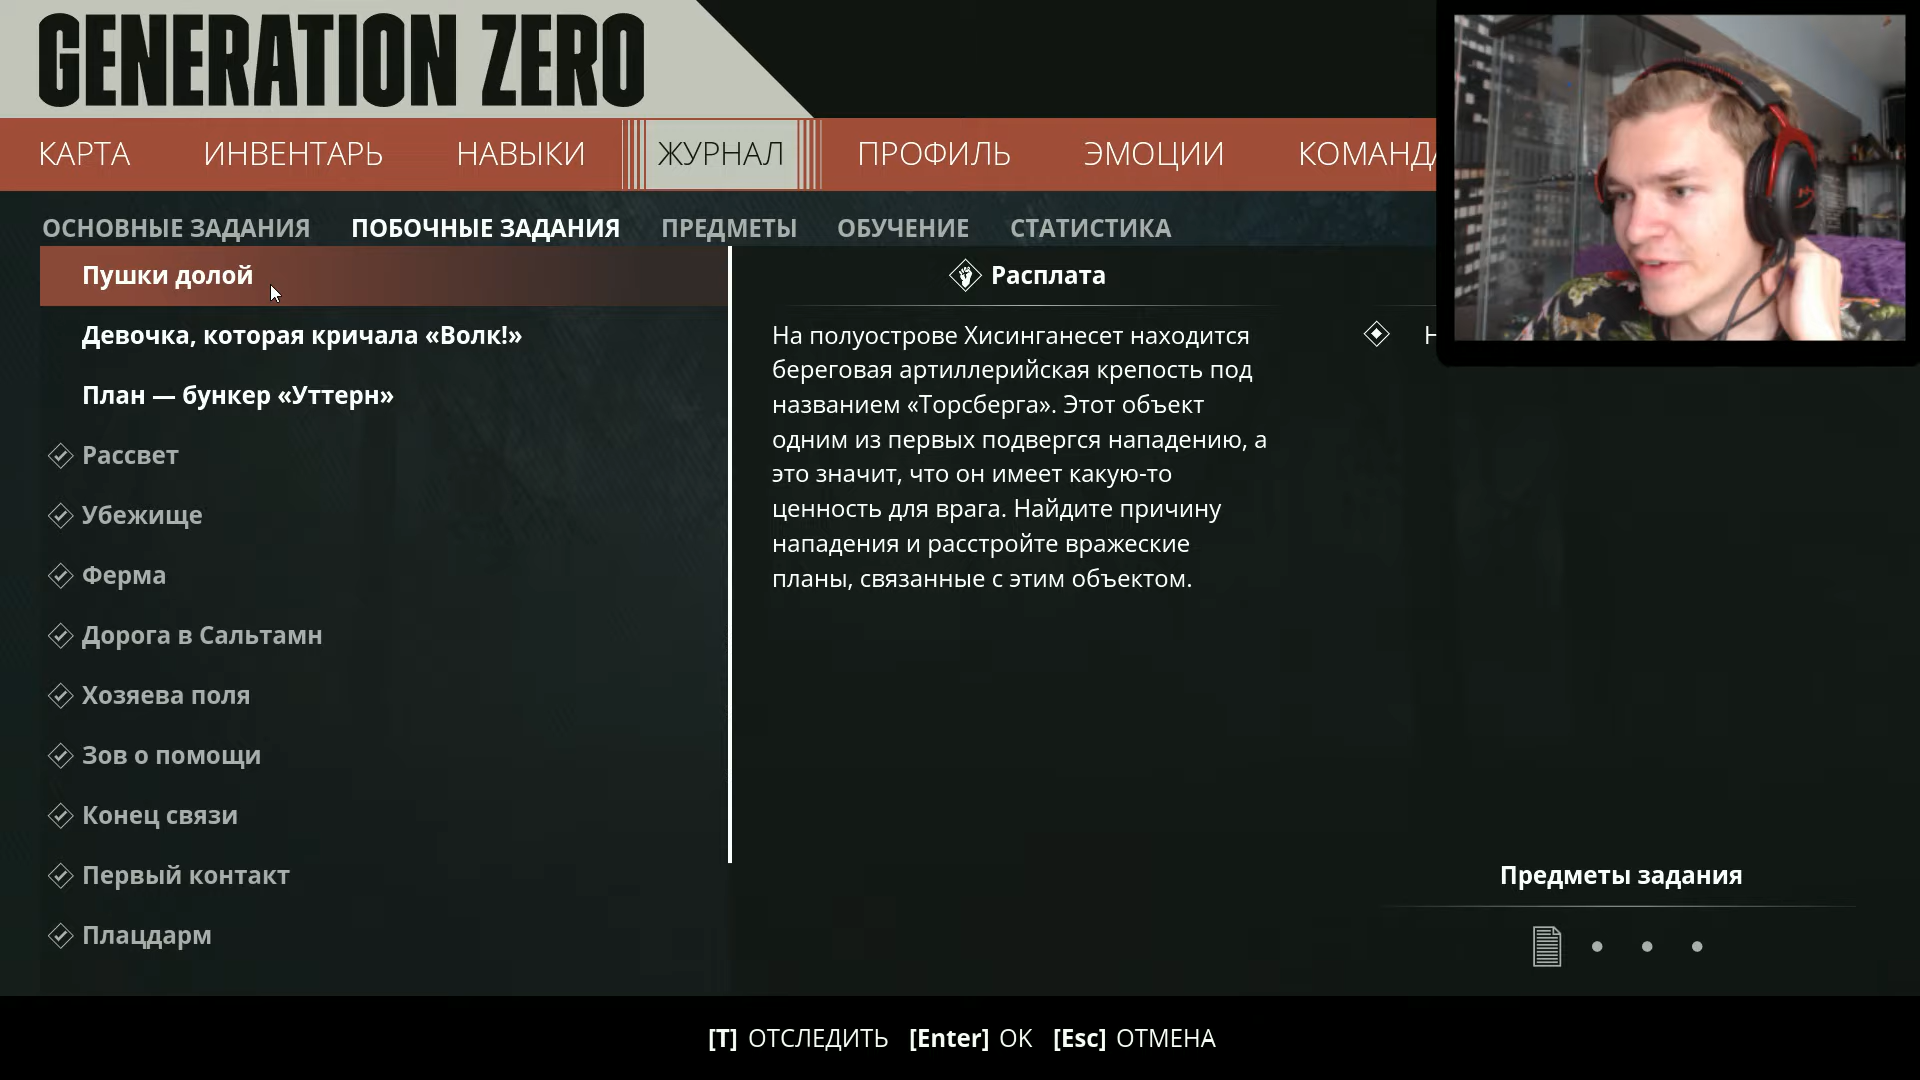 GENERATION ZERO
КАРТА ИНВЕНТАРЬ НАВЫКИ ЖУРНАЛ ПРОФИЛЬ ЭМОЦИИ КОМАНДА
ОСНОВНЫЕ ЗАДАНИЯ ПОБОЧНЫЕ ЗАДАНИЯ ПРЕДМЕТЫ ОБУЧЕНИЕ СТАТИСТИКА
Пушки долой
Девочка, которая кричала «Волк!»
План — бункер «Уттерн»
Рассвет
Убежище
Ферма
Дорога в Сальтамн
Хозяева поля
Зов о помощи
Конец связи
Первый контакт
Плацдарм
Расплата
На полуострове Хисинганесет находится
береговая артиллерийская крепость под
названием «Торсберга». Этот объект
одним из первых подвергся нападению, а
это значит, что он имеет какую-то
ценность для врага. Найдите причину
нападения и расстройте вражеские
планы, связанные с этим объектом.
Предметы задания
[T] ОТСЛЕДИТЬ [Enter] OK [Esc] ОТМЕНА